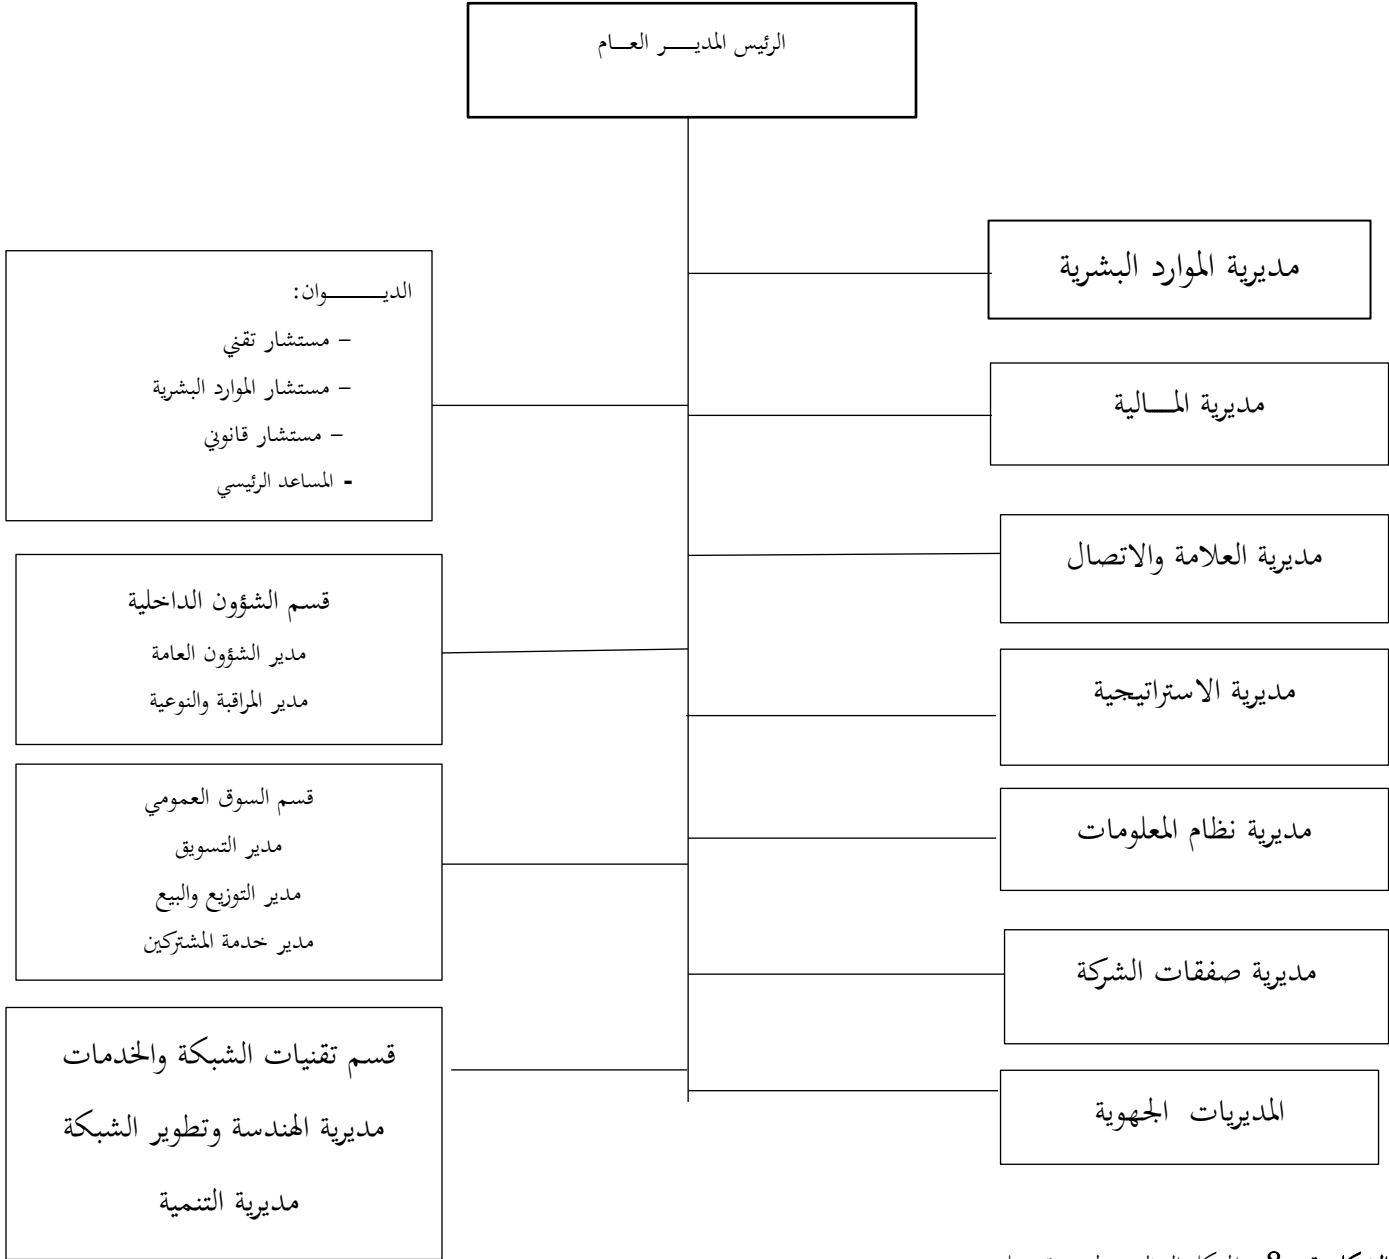 الرئيس المديـــر العــام
مديرية الموارد البشرية
الديــــــوان:
– مستشار تقني
– مستشار الموارد البشرية
– مستشار قانوني
- المساعد الرئيسي
مديرية المـــالية
مديرية العلامة والاتصال
قسم الشؤون الداخلية
مدير الشؤون العامة
مدير المراقبة والنوعية
مديرية الاستراتيجية
قسم السوق العمومي
مدير التسويق
مدير التوزيع والبيع
مدير خدمة المشتركين
مديرية نظام المعلومات
مديرية صفقات الشركة
قسم تقنيات الشبكة والخدمات
مديرية الهندسة وتطوير الشبكة
مديرية التنمية
المديريات الجهوية